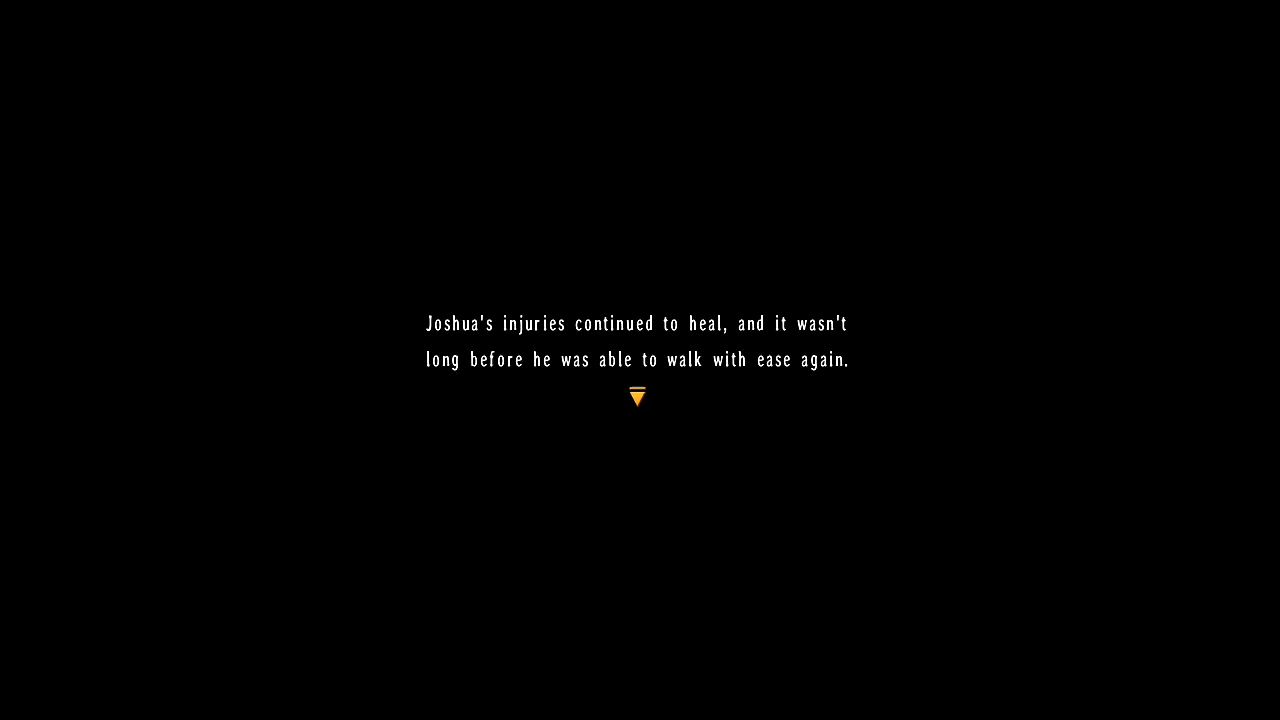 Joshua's injuries continued to heal, and it wasn't
long before he was able to walk with ease again.